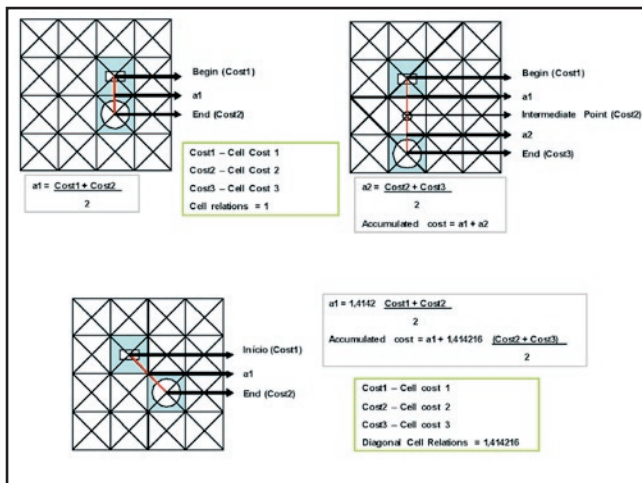 Begin (Cost1)
a1
End (Cost2)
a1 = Cost1 + Cost2
2
Cost1 – Cell Cost 1
Cost2 – Cell Cost 2
Cost3 – Cell Cost 3
Cell relations = 1
Begin (Cost1)
a1
Intermediate Point (Cost2)
a2
End (Cost3)
a2 = Cost2 + Cost3
2
Accumulated cost = a1 + a2
Início (Cost1)
a1
End (Cost2)
a1 = 1,4142 Cost1 + Cost2
2
Accumulated cost = a1 + 1,414216 (Cost2 + Cost3)
2
Cost1 – Cell cost 1
Cost2 – Cell cost 2
Cost3 – Cell cost 3
Diagonal Cell Relations = 1,414216